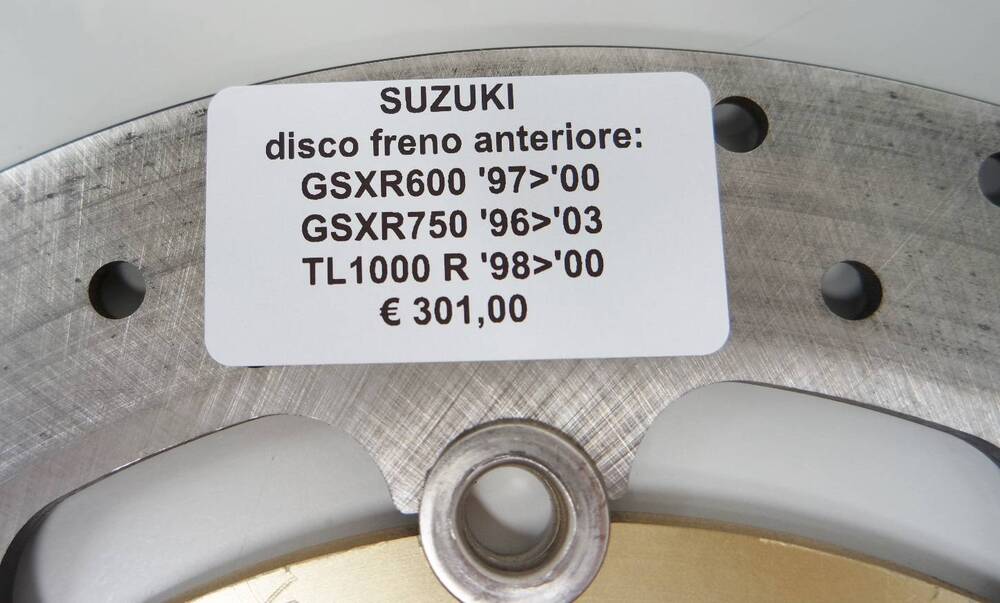 SUZUKI
disco freno anteriore:
GSXR600 '97>'00
GSXR750 '96>'03
TL1000 R '98>'00
€ 301,00